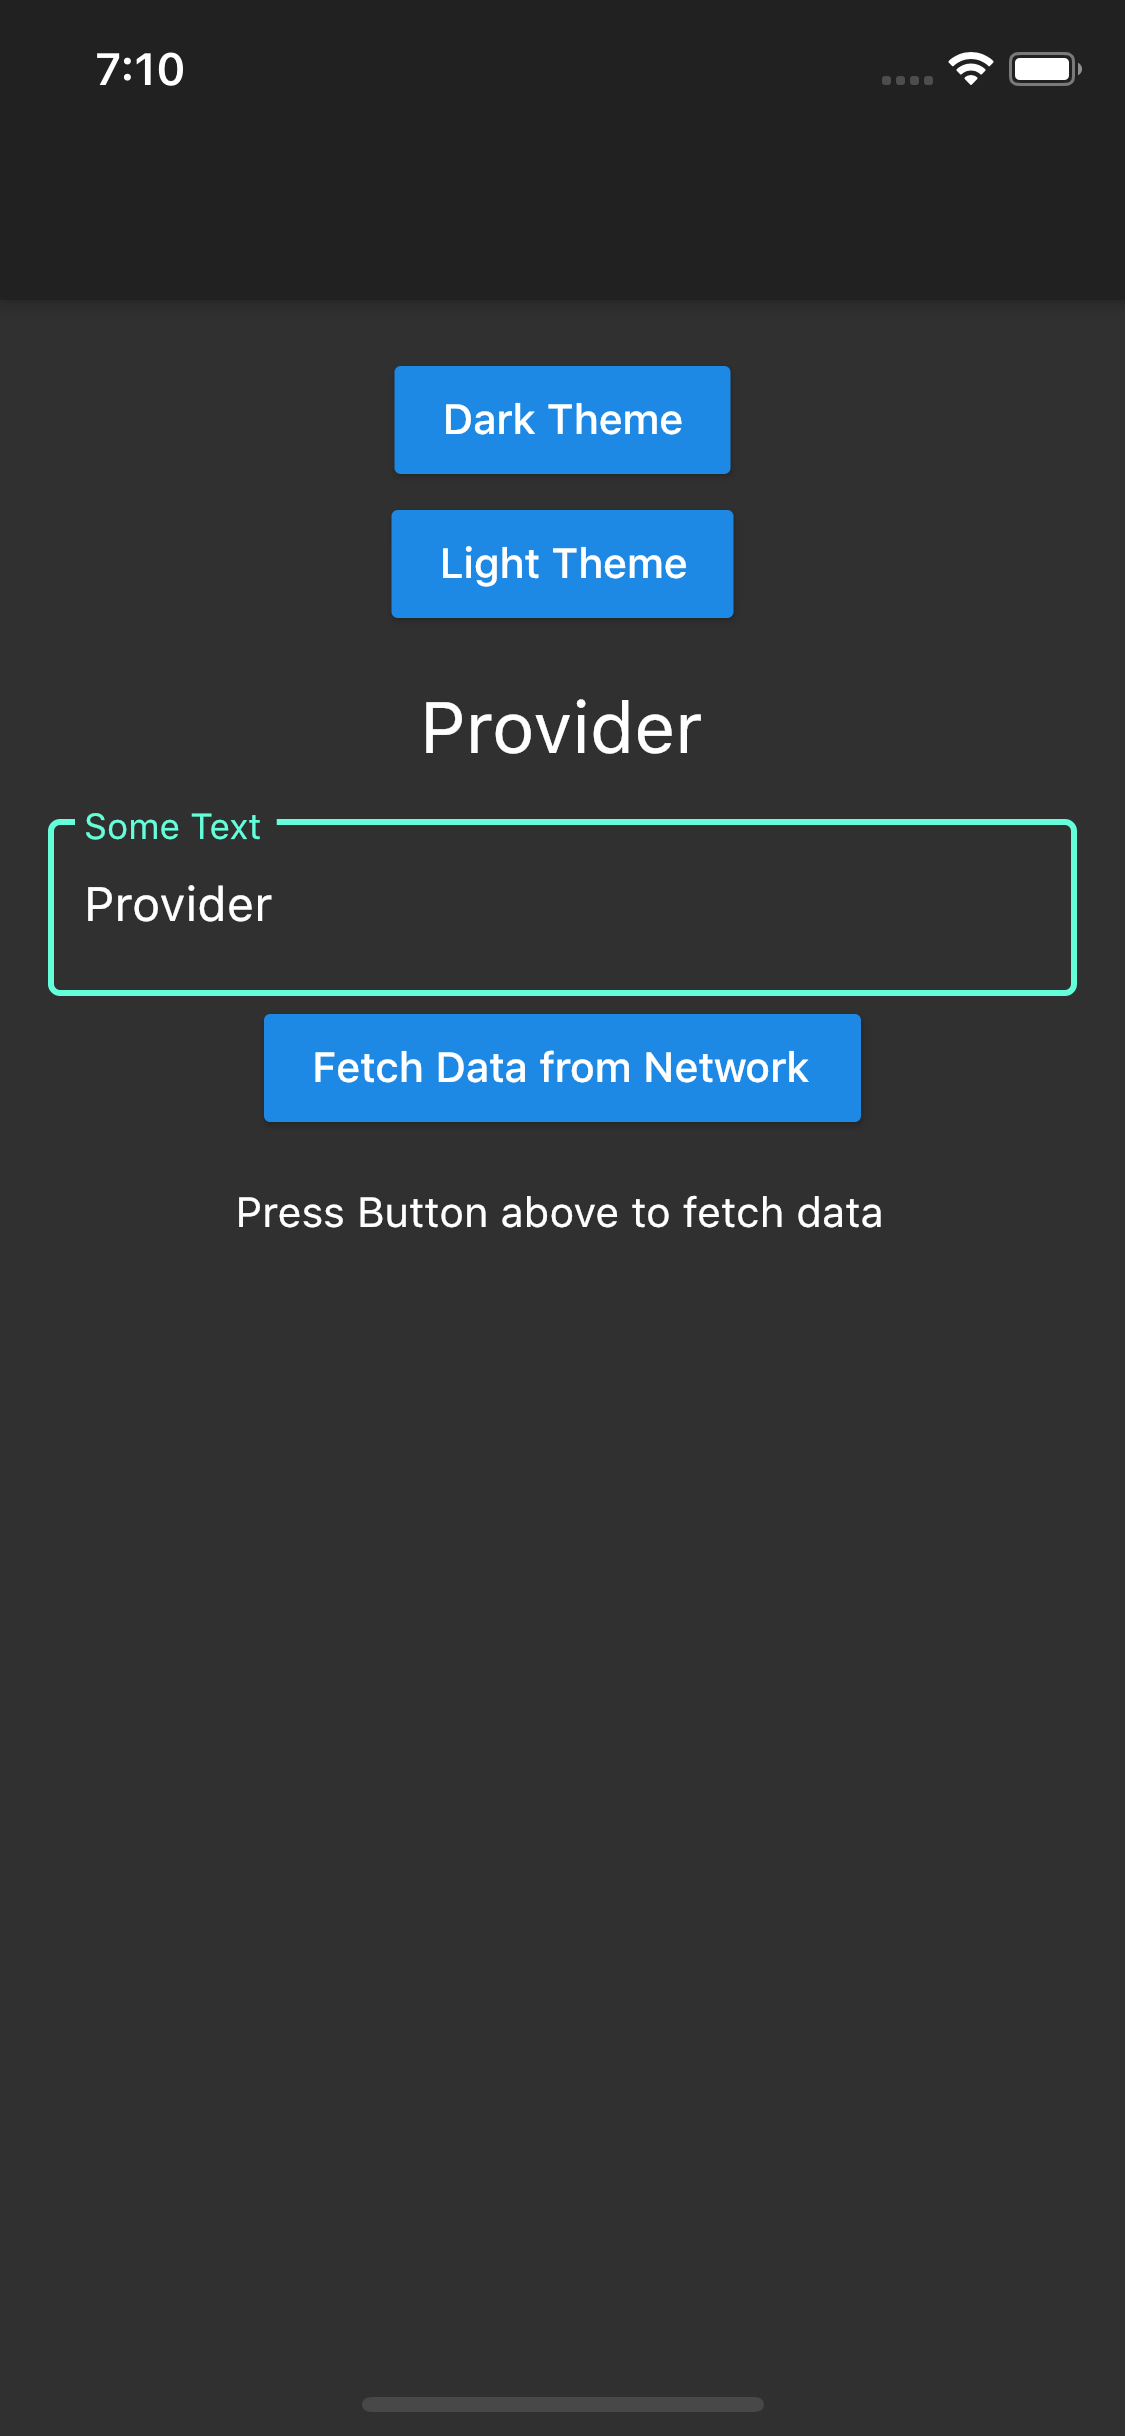 7:10
Dark Theme
Light Theme
Provider
Some Text
Provider
Fetch Data from Network
Press Button above to fetch data